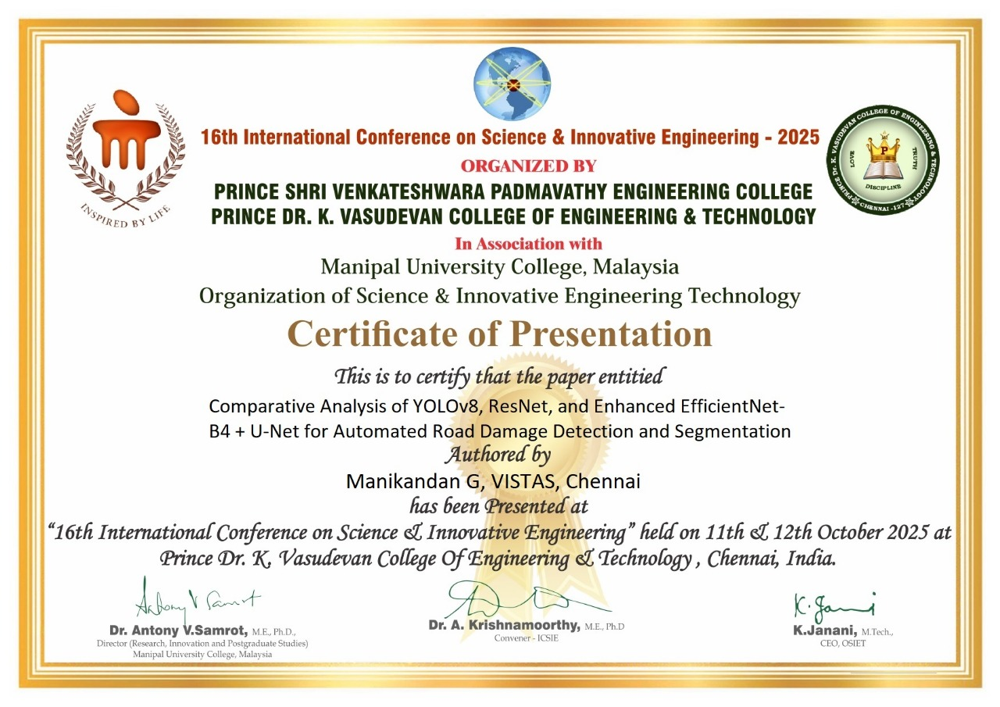 16th International Conference on Science & Innovative Engineering - 2025
ORGANIZED BY
PRINCE SHRI VENKATESHWARA PADMAVATHY ENGINEERING COLLEGE
PRINCE DR. K. VASUDEVAN COLLEGE OF ENGINEERING & TECHNOLOGY
INSPIRED BY LIFE
PRINCE Dr. K. VASUDEVAN COLLEGE OF ENGINEERING & TECHNOLOGY
P
LOVE
TRUTH
DISCIPLINE
CHENNAI -127
In Association with
Manipal University College, Malaysia
Organization of Science & Innovative Engineering Technology
Certificate of Presentation
This is to certify that the paper entitied
Comparative Analysis of YOLOv8, ResNet, and Enhanced EfficientNet-
B4 + U-Net for Automated Road Damage Detection and Segmentation
Authored by
Manikandan G, VISTAS, Chennai
has been Presented at
“16th International Conference on Science & Innovative Engineering” held on 11th & 12th October 2025 at
Prince Dr. K. Vasudevan College Of Engineering & Technology , Chennai, India.
Antony V Samrot
K. Jani
Dr. Antony V.Samrot, M.E., Ph.D.,
Director (Research, Innovation and Postgraduate Studies)
Manipal University College, Malaysia
Dr. A. Krishnamoorthy, M.E., Ph.D
Convener - ICSIE
K.Janani, M.Tech.,
CEO, OSIET